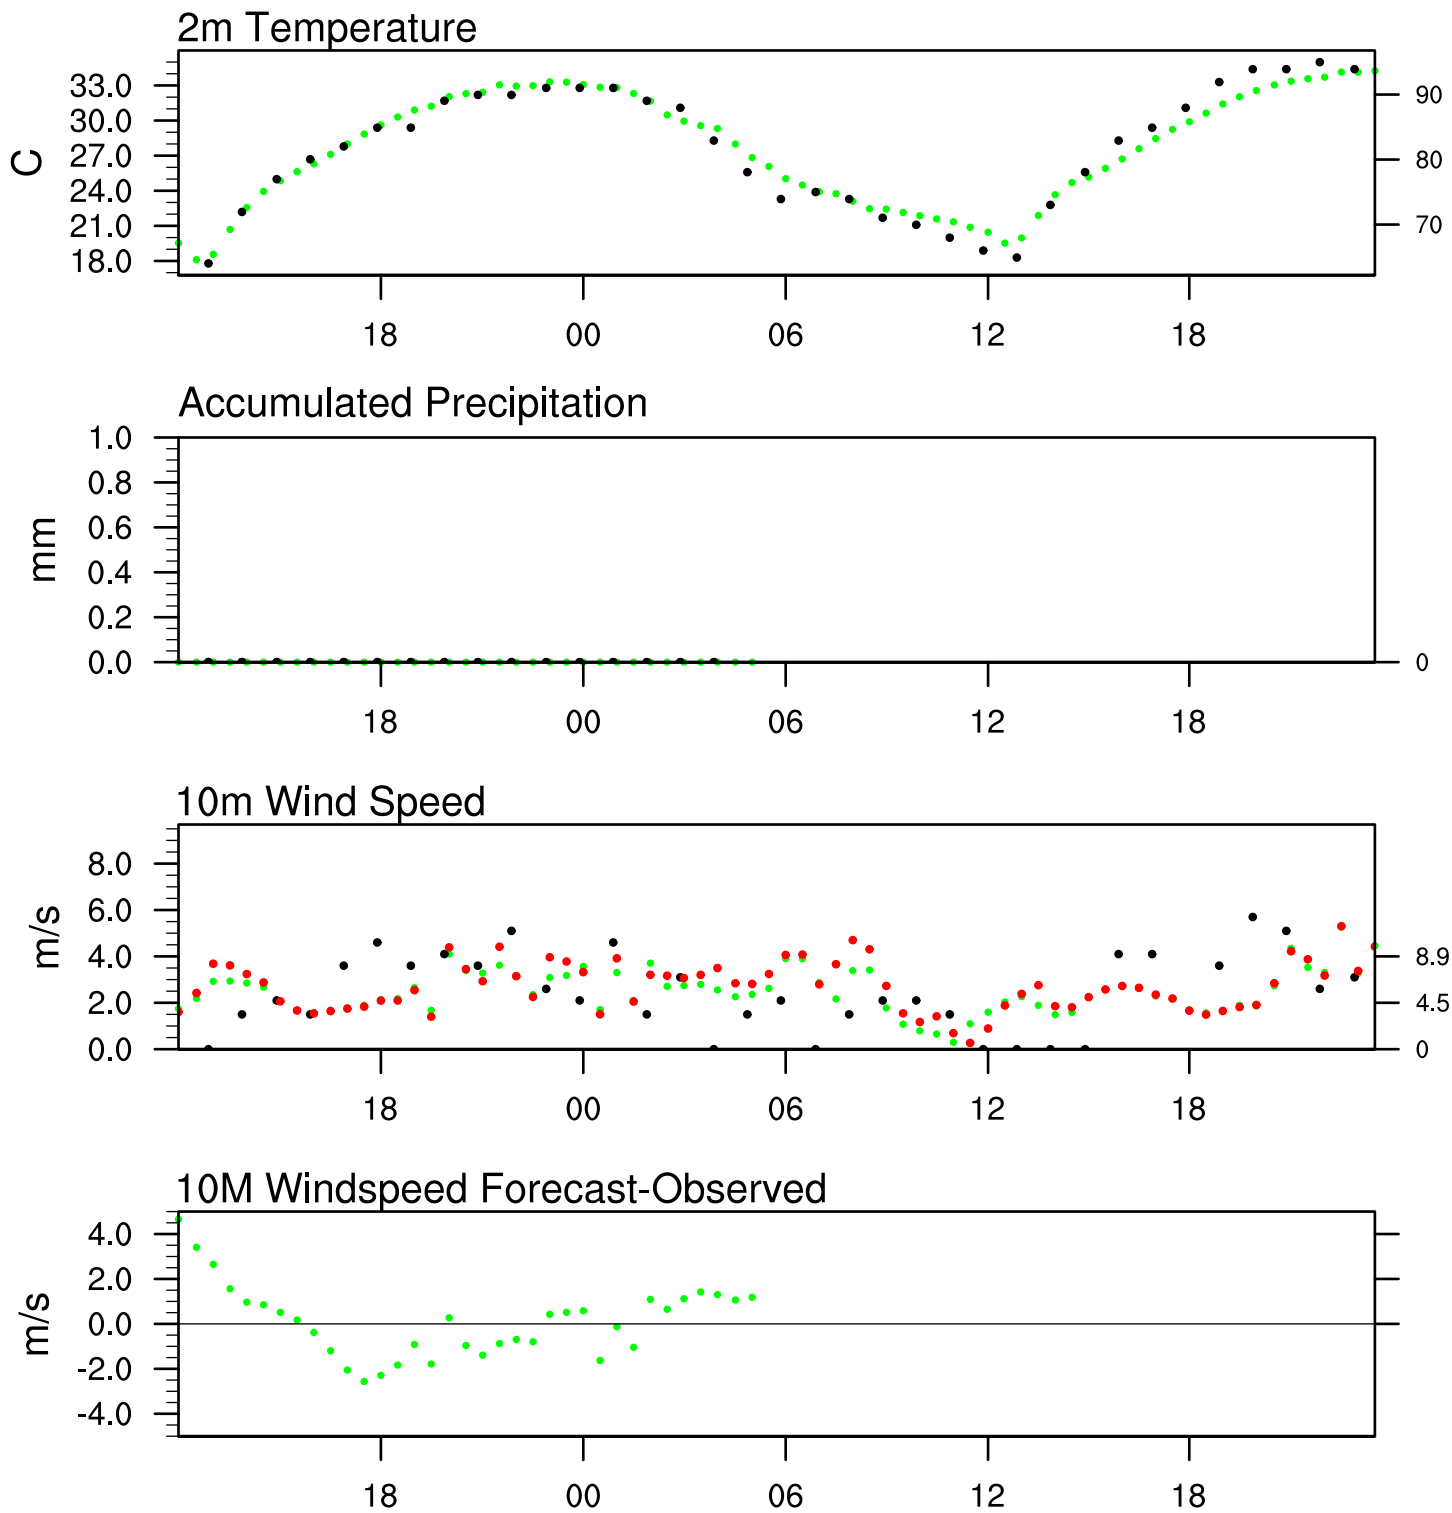 2m Temperature
C
33.0
30.0
27.0
24.0
21.0
18.0
90
80
70
18 00 06 12 18
Accumulated Precipitation
mm
1.0
0.8
0.6
0.4
0.2
0.0
0
18 00 06 12 18
10m Wind Speed
m/s
8.0
6.0
4.0
2.0
0.0
8.9
4.5
0
18 00 06 12 18
10M Windspeed Forecast-Observed
m/s
4.0
2.0
0.0
-2.0
-4.0
18 00 06 12 18